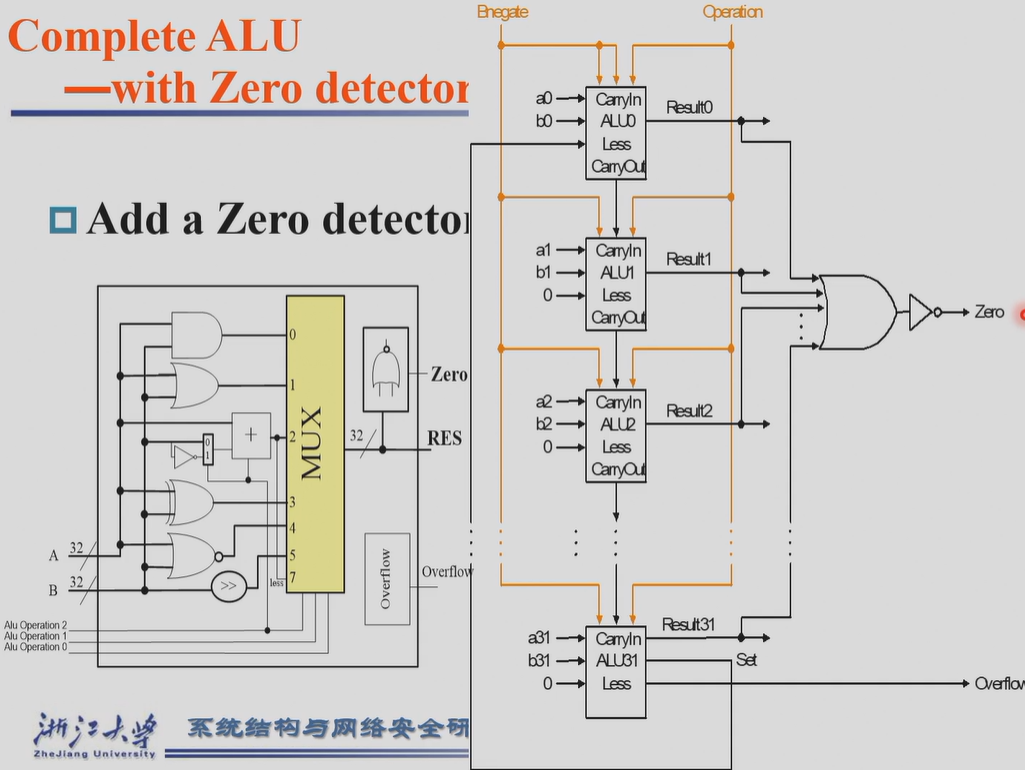 Complete ALU
—with Zero detector
Add a Zero detector
0
1
2
3
4
5
7
less
MUX
+
0
1
>>
32
Zero
RES
Overflow
Overflow
A
32
B
32
Alu Operation 2
Alu Operation 1
Alu Operation 0
浙江大学
ZheJiang University
系统结构与网络安全研
Bnegate
Operation
a0
b0
CarryIn
ALU0
Less
CarryOut
Result0
a1
b1
0
CarryIn
ALU1
Less
CarryOut
Result1
a2
b2
0
CarryIn
ALU2
Less
CarryOut
Result2
a31
b31
0
CarryIn
ALU31
Less
Result31
Set
Zero
Overflow